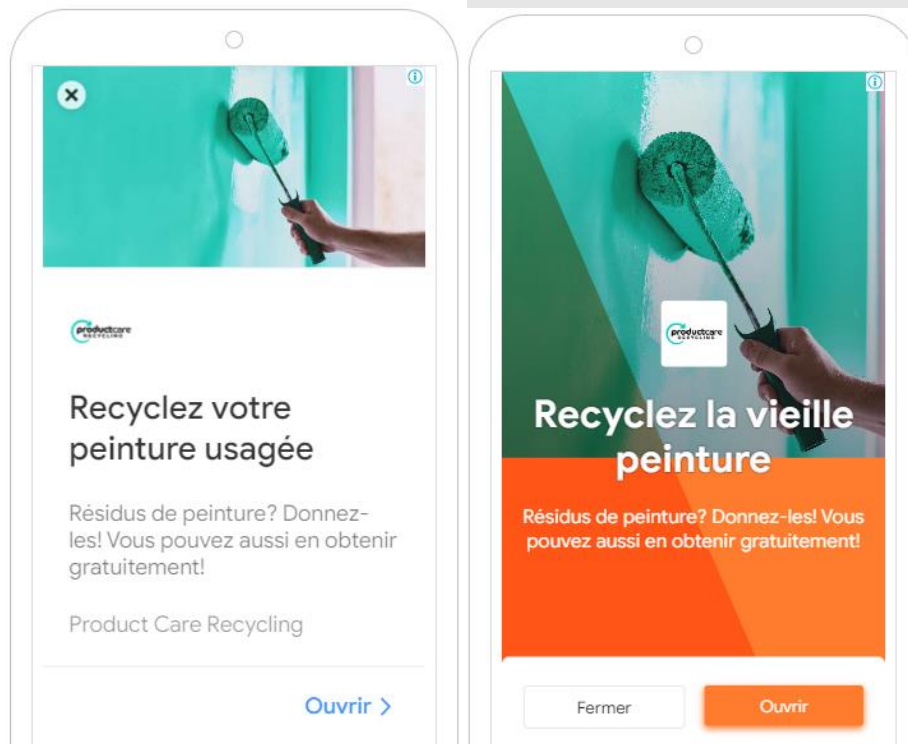 productcare
RECYCLING
Recyclez votre
peinture usagée
Résidus de peinture? Donnez-
les! Vous pouvez aussi en obtenir
gratuitement!
Product Care Recycling
Ouvrir >
productcare
RECYCLING
Recyclez la vieille
peinture
Résidus de peinture? Donnez-les! Vous
pouvez aussi en obtenir gratuitement!
Fermer
Ouvrir